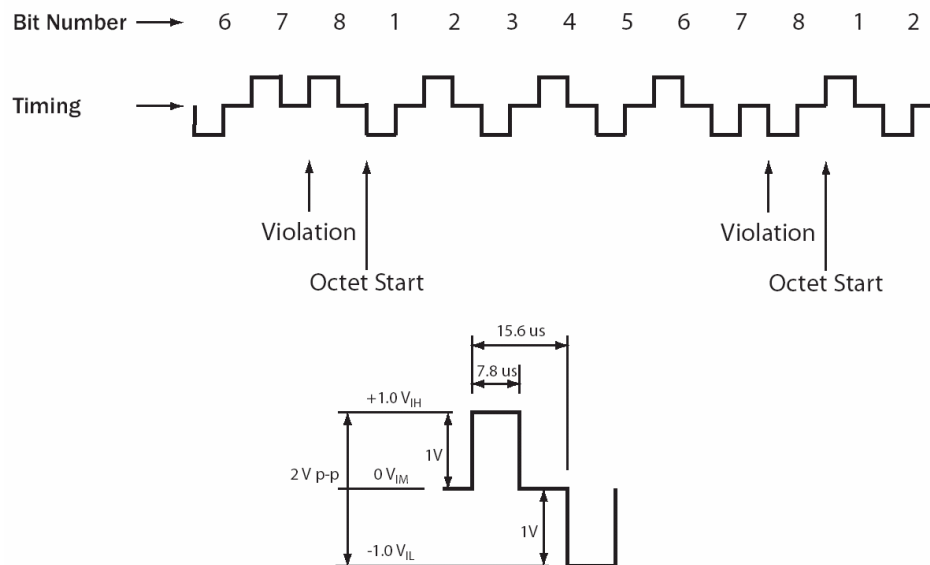 Bit Number 6 7 8 1 2 3 4 5 6 7 8 1 2
Timing
Violation Violation
Octet Start Octet Start
15.6 us
7.8 us
+1.0 VIH
1V
2 V p-p 0 VIM
1V
-1.0 VIL